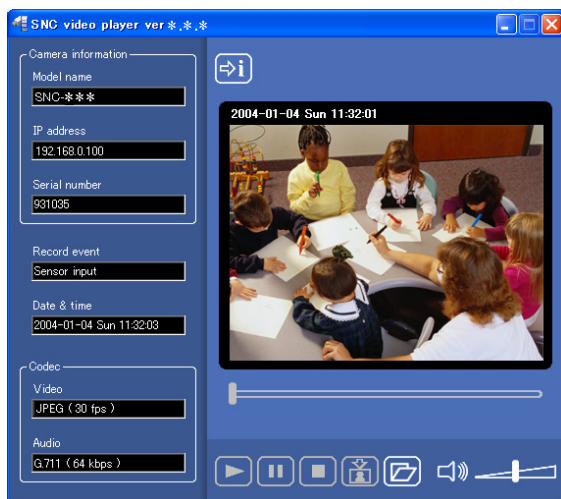 SNC video player ver *.*.*
Camera information
Model name
SNC-***
IP address
192.168.0.100
Serial number
931035
Record event
Sensor input
Date & time
2004-01-04 Sun 11:32:03
Codec
Video
JPEG ( 30 fps )
Audio
G.711 ( 64 kbps )
i
2004-01-04 Sun 11:32:01